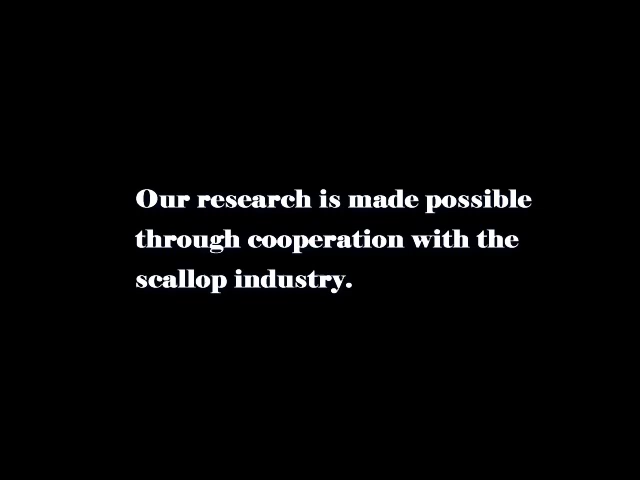 Our research is made possible
through cooperation with the
scallop industry.